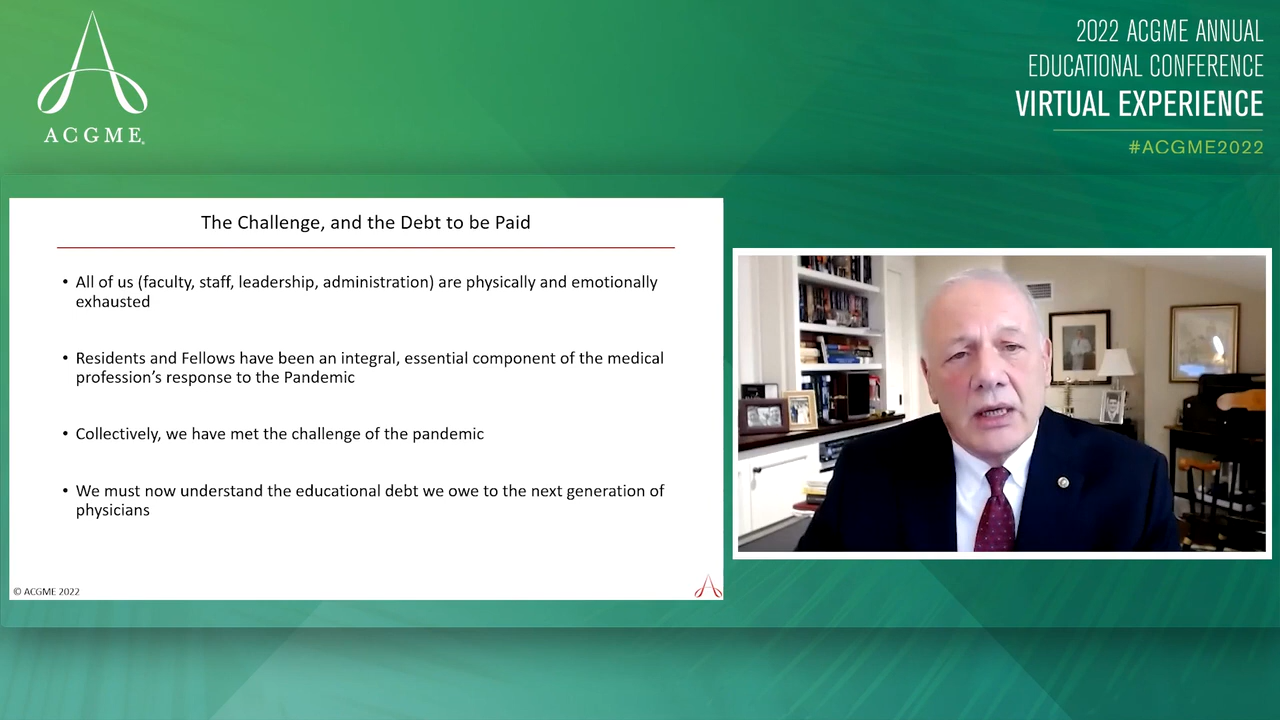 ACGME
2022 ACGME ANNUAL
EDUCATIONAL CONFERENCE
VIRTUAL EXPERIENCE
#ACGME2022
The Challenge, and the Debt to be Paid
• All of us (faculty, staff, leadership, administration) are physically and emotionally
exhausted
• Residents and Fellows have been an integral, essential component of the medical
profession’s response to the Pandemic
• Collectively, we have met the challenge of the pandemic
• We must now understand the educational debt we owe to the next generation of
physicians
© ACGME 2022